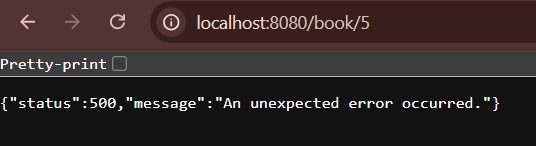 localhost:8080/book/5
Pretty-print
{"status":500,"message":"An unexpected error occurred."}